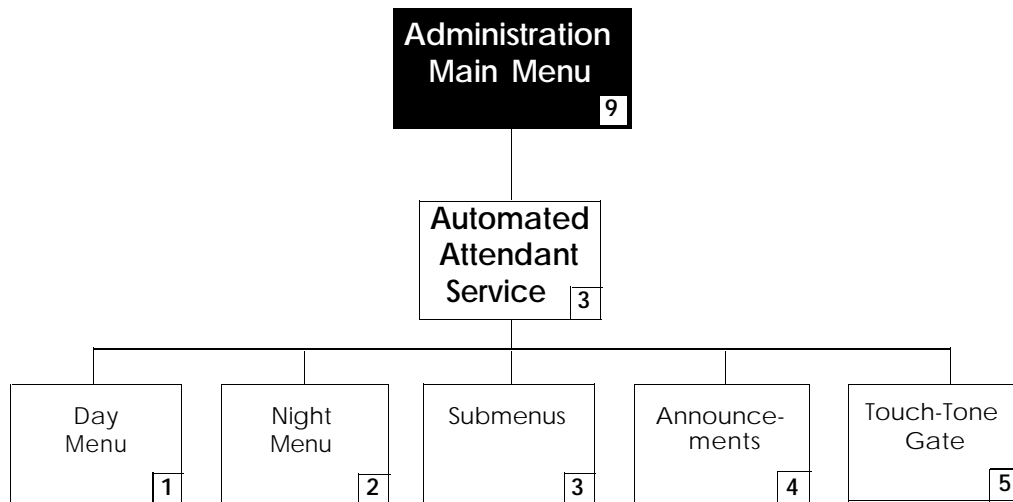 Administration
Main Menu
9
Automated
Attendant
Service
3
Day
Menu
1
Night
Menu
2
Submenus
3
Announce-
ments
4
Touch-Tone
Gate
5